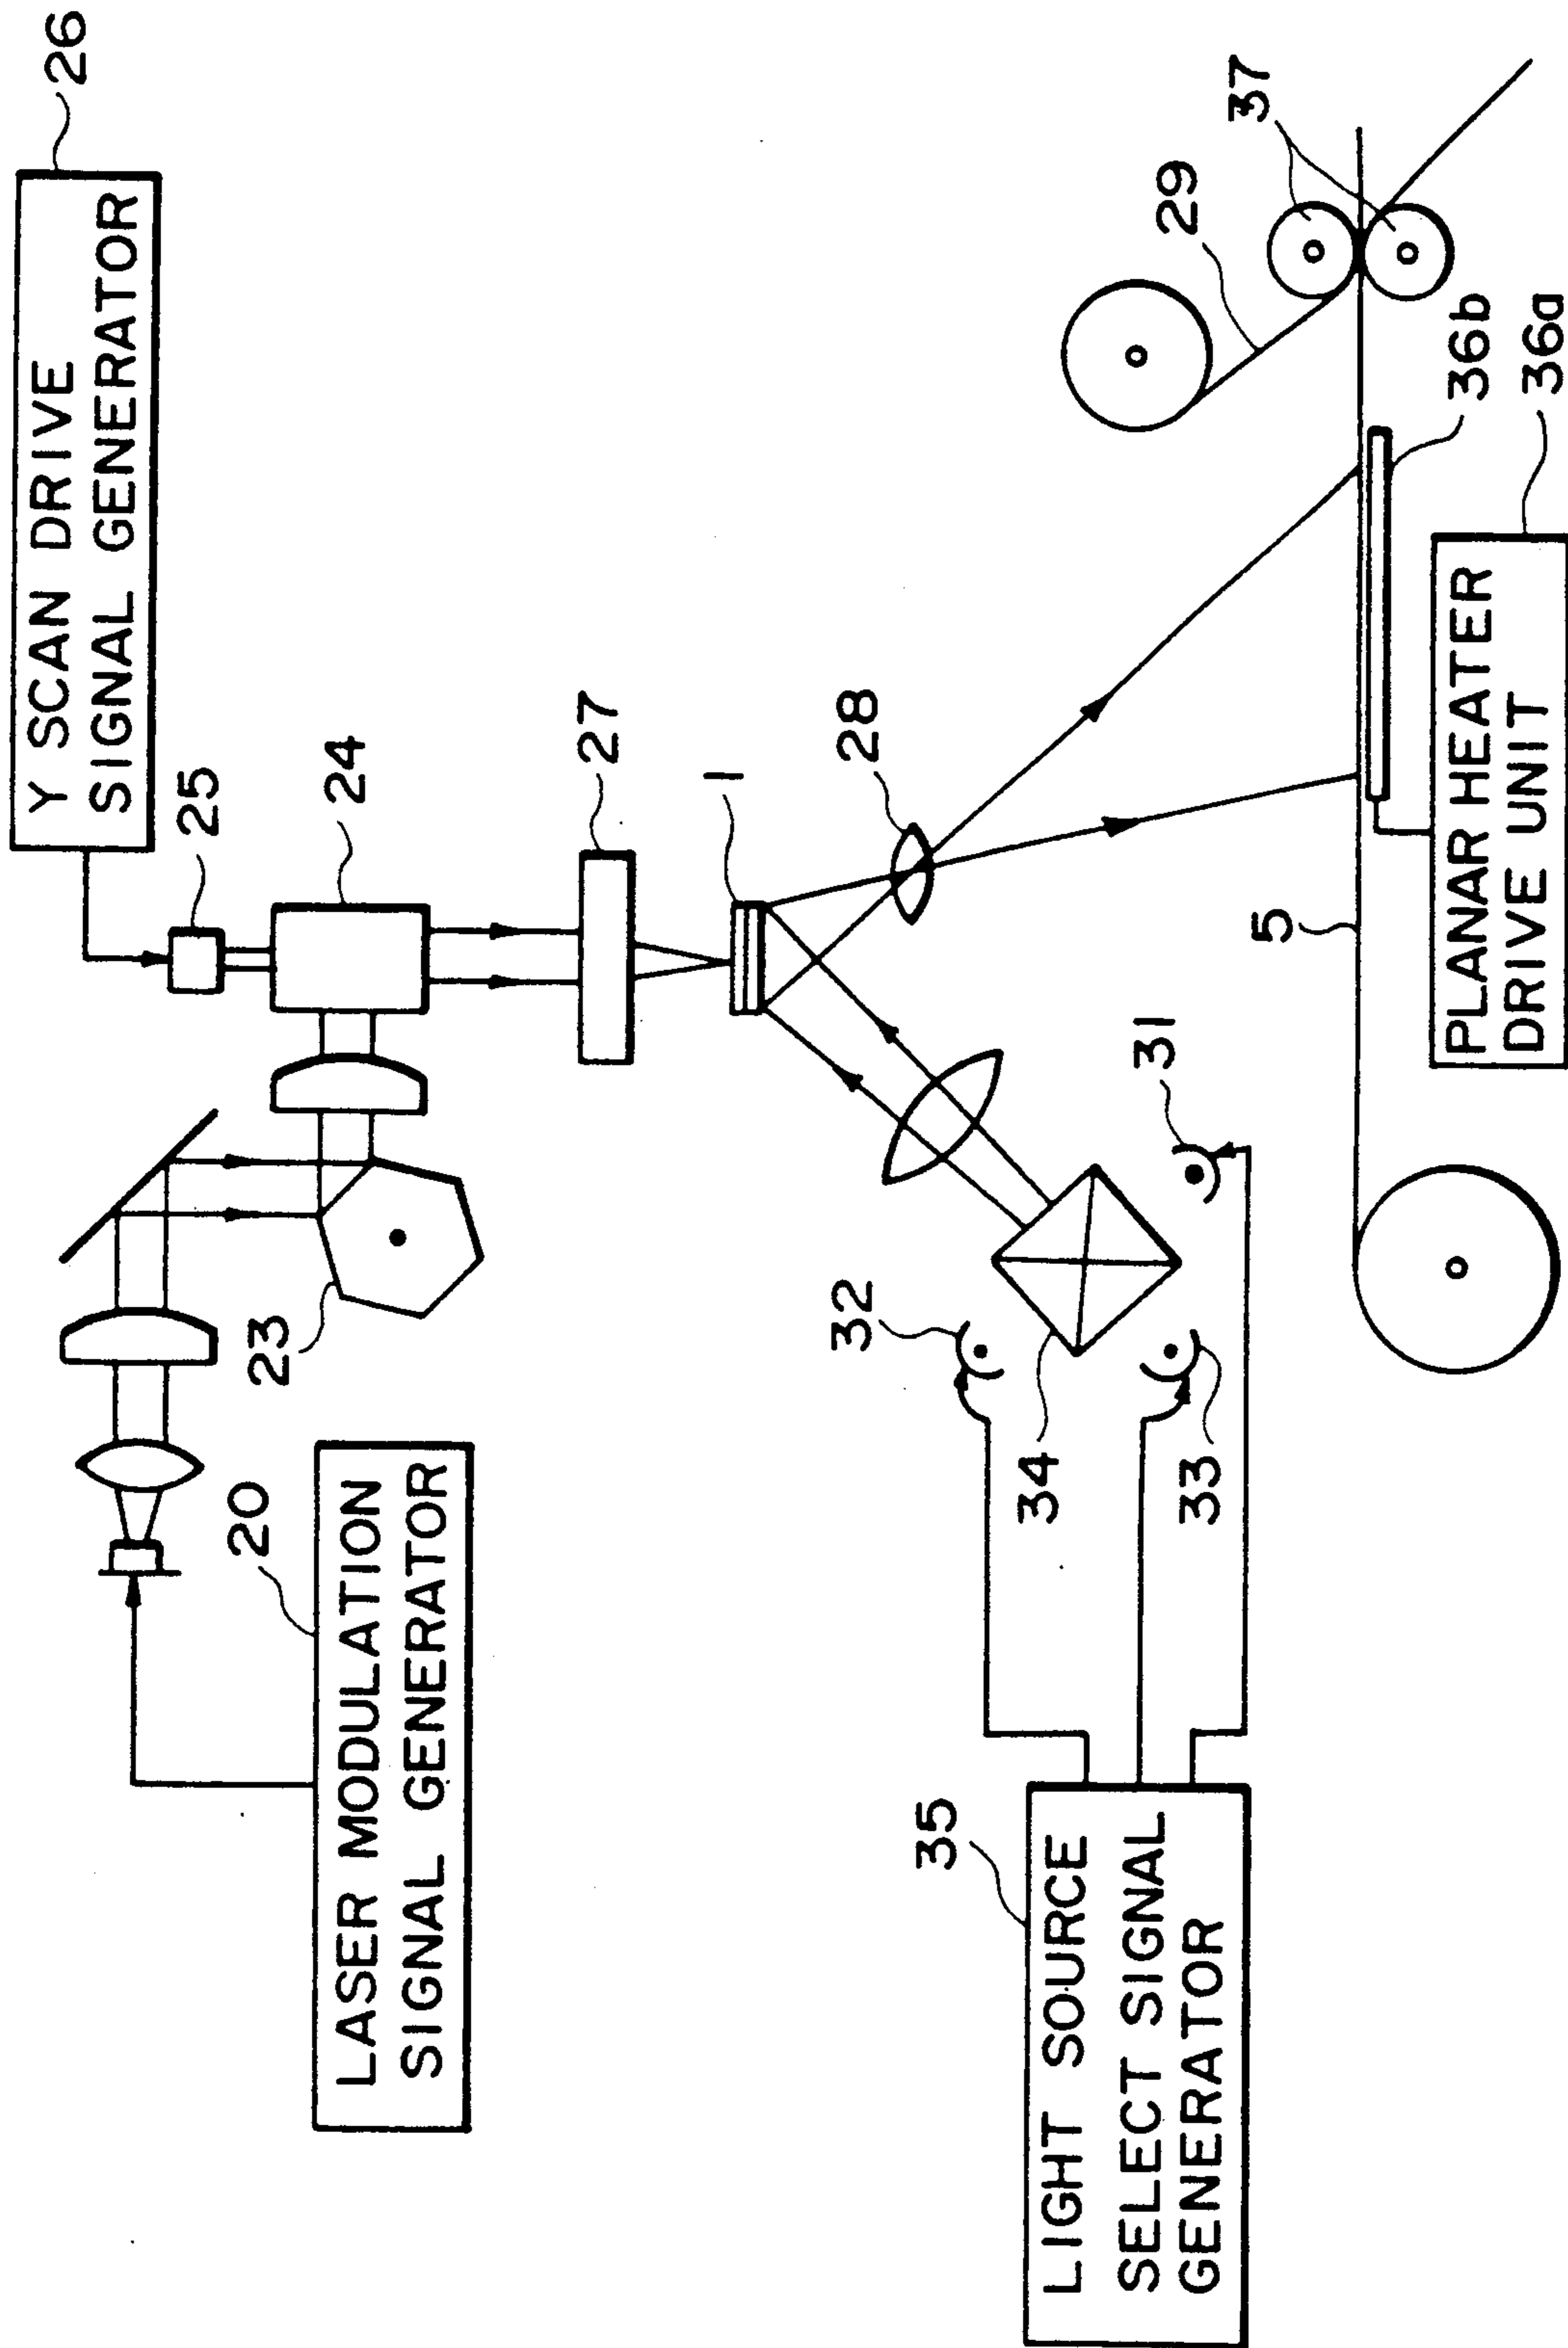 Y SCAN DRIVE
SIGNAL GENERATOR
26
25
24
27
1
28
29
37
36b
36a
5
PLANAR HEATER
DRIVE UNIT
23
20
LASER MODULATION
SIGNAL GENERATOR
31
32
34
33
35
LIGHT SOURCE
SELECT SIGNAL
GENERATOR